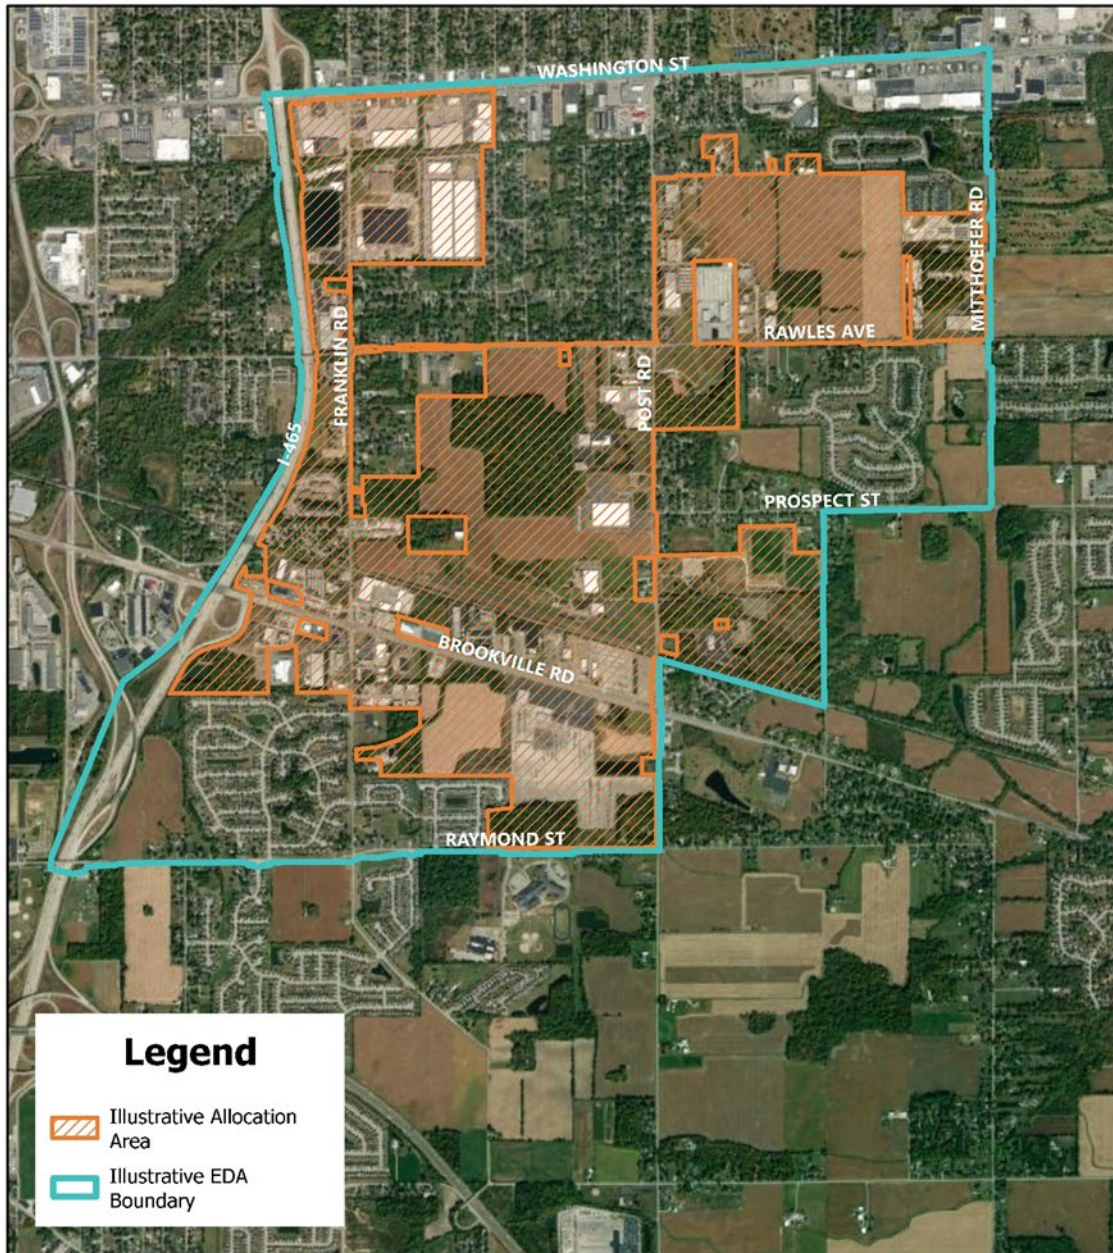 WASHINGTON ST
MITTHOEFER RD
FRANKLIN RD
RAWLES AVE
POST RD
I-465
PROSPECT ST
BROOKVILLE RD
RAYMOND ST
Legend
Illustrative Allocation
Area
Illustrative EDA
Boundary